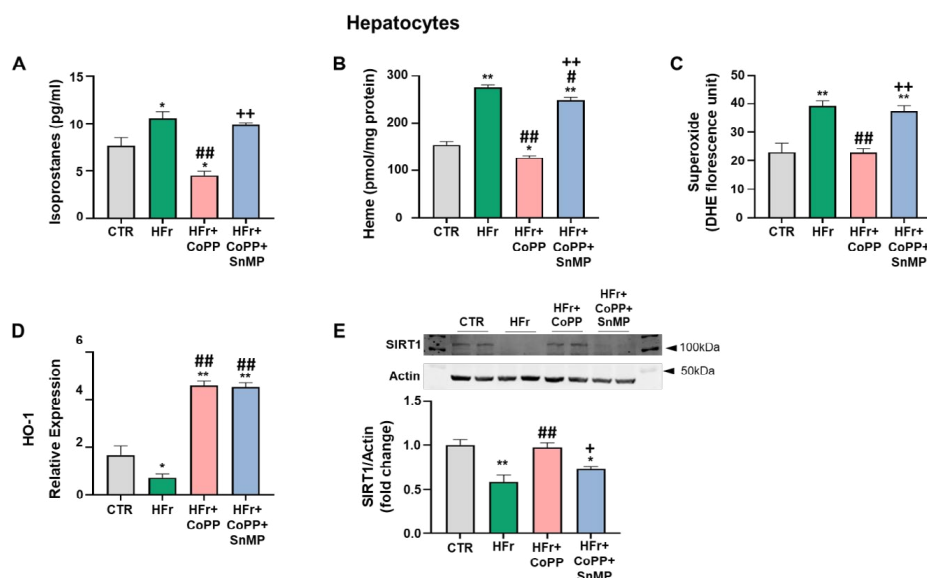 Hepatocytes
A
Isoprostanes (pg/ml)
15
10
5
0
*
##
*
++
CTR
HFr
HFr+
CoPP
HFr+
CoPP+
SnMP
B
Heme (pmol/mg protein)
300
200
100
0
**
##
*
++
#
**
CTR
HFr
HFr+
CoPP
HFr+
CoPP+
SnMP
C
Superoxide
(DHE florescence unit)
50
40
30
20
10
0
**
##
++
**
CTR
HFr
HFr+
CoPP
HFr+
CoPP+
SnMP
D
HO-1
Relative Expression
6
4
2
0
*
##
**
##
**
CTR
HFr
HFr+
CoPP
HFr+
CoPP+
SnMP
E
CTR
HFr
HFr+
CoPP
HFr+
CoPP+
SnMP
SIRT1
100kDa
Actin
50kDa
SIRT1/Actin
(fold change)
1.5
1.0
0.5
0.0
**
##
+
*
CTR
HFr
HFr+
CoPP
HFr+
CoPP+
SnMP